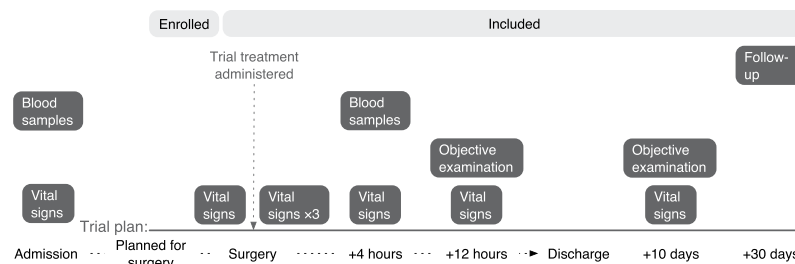 Enrolled
Included
Trial treatment
administered
Follow-
up
Blood
samples
Blood
samples
Objective
examination
Objective
examination
Vital
signs
Vital
signs
Vital
signs ×3
Vital
signs
Vital
signs
Vital
signs
Trial plan:
Admission
Planned for
surgery
Surgery
+4 hours
+12 hours
Discharge
+10 days
+30 days